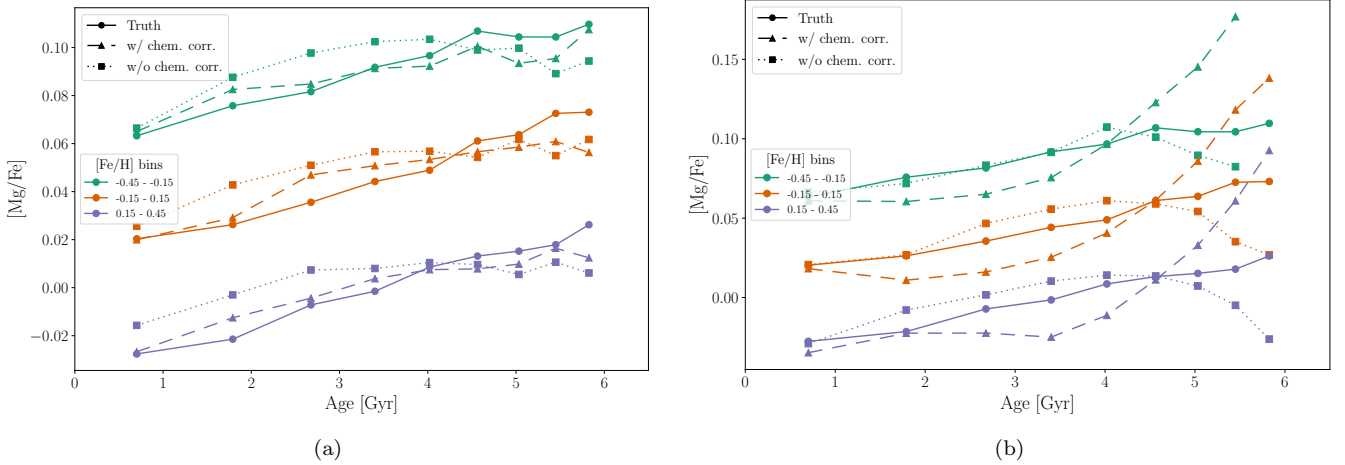 Truth
w/ chem. corr.
w/o chem. corr.
[Fe/H] bins
-0.45 - -0.15
-0.15 - 0.15
0.15 - 0.45
0.10
0.08
0.06
0.04
0.02
0.00
−0.02
[Mg/Fe]
0 1 2 3 4 5 6
Age [Gyr]
(a)
Truth
w/ chem. corr.
w/o chem. corr.
[Fe/H] bins
-0.45 - -0.15
-0.15 - 0.15
0.15 - 0.45
0.15
0.10
0.05
0.00
[Mg/Fe]
0 1 2 3 4 5 6
Age [Gyr]
(b)